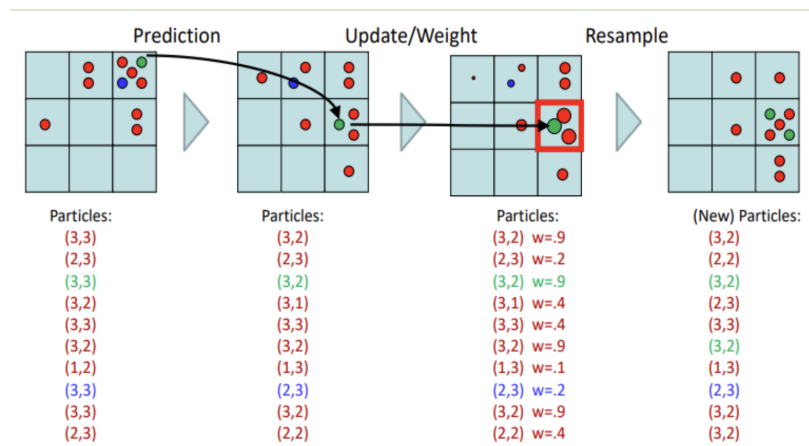 Prediction Update/Weight Resample
Particles: Particles: Particles: (New) Particles:
(3,3) (3,2) (3,2) w=.9 (3,2)
(2,3) (2,3) (2,3) w=.2 (2,2)
(3,3) (3,2) (3,2) w=.9 (3,2)
(3,2) (3,1) (3,1) w=.4 (2,3)
(3,3) (3,3) (3,3) w=.4 (3,3)
(3,2) (3,2) (3,2) w=.9 (3,2)
(1,2) (1,3) (1,3) w=.1 (1,3)
(3,3) (2,3) (2,3) w=.2 (2,3)
(3,3) (3,2) (3,2) w=.9 (3,2)
(2,3) (2,2) (2,2) w=.4 (3,2)